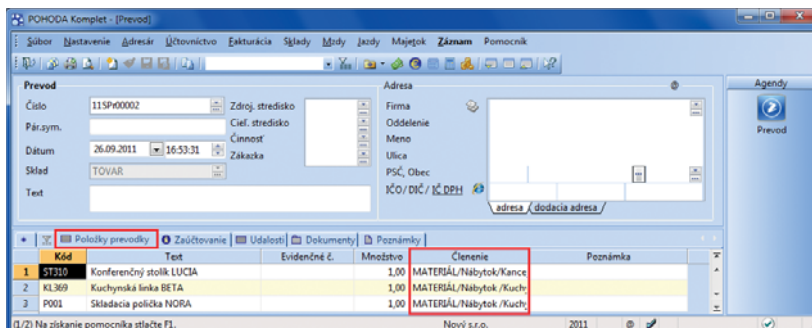 POHODA Komplet - [Prevod]
Súbor Nastavenie Adresár Účtovníctvo Fakturácia Sklady Mzdy Jazdy Majetok Záznam Pomocník
Prevod
Adresa @
Agendy
Číslo 11SPr00002 Zdroj. stredisko Firma
Cieľ. stredisko Oddelenie
Pár.sym. Činnosť Meno
Prevod
Dátum 26.09.2011 16:53:31 Zákazka Ulica
Sklad TOVAR PSČ, Obec
Text IČO/DIČ/IČ DPH
adresa dodacia adresa
Položky prevodky Zaúčtovanie Udalosti Dokumenty Poznámky
Kód Text Evidenčné č. Množstvo Členenie Poznámka
1 ST310 Konferenčný stolík LUCIA 1,00 MATERIÁL/Nábytok/Kance
2 KL369 Kuchynská linka BETA 1,00 MATERIÁL/Nábytok /Kuch
3 P001 Skladacia polička NORA 1,00 MATERIÁL/Nábytok /Kuch
(1/2) Na získanie pomocníka stlačte F1. Nový s.r.o. 2011 @